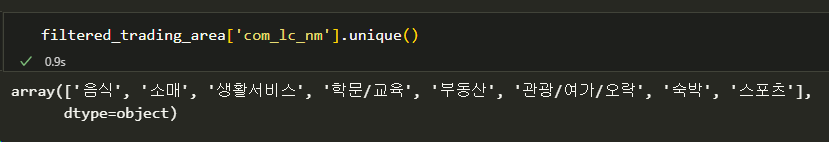 filtered_trading_area['com_lc_nm'].unique()
0.9s
array(['음식', '소매', '생활서비스', '학문/교육', '부동산', '관광/여가/오락', '숙박', '스포츠'],
dtype=object)